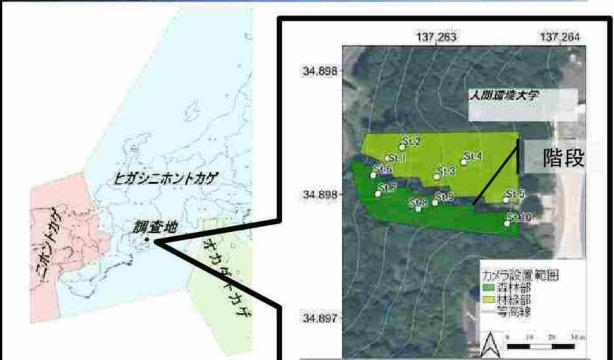 ヒガシニホントカゲ
調査地
ニホントカゲ
オカダトカゲ
137.263 137.264
34.898
34.898
34.897
人間環境大学
階段
St.2
St.1
St.4
St.6
St.3
St.7
St.5
St.8
St.9
St.10
カメラ設置範囲
森林部
林縁部
等高線
0 10 20 30 m